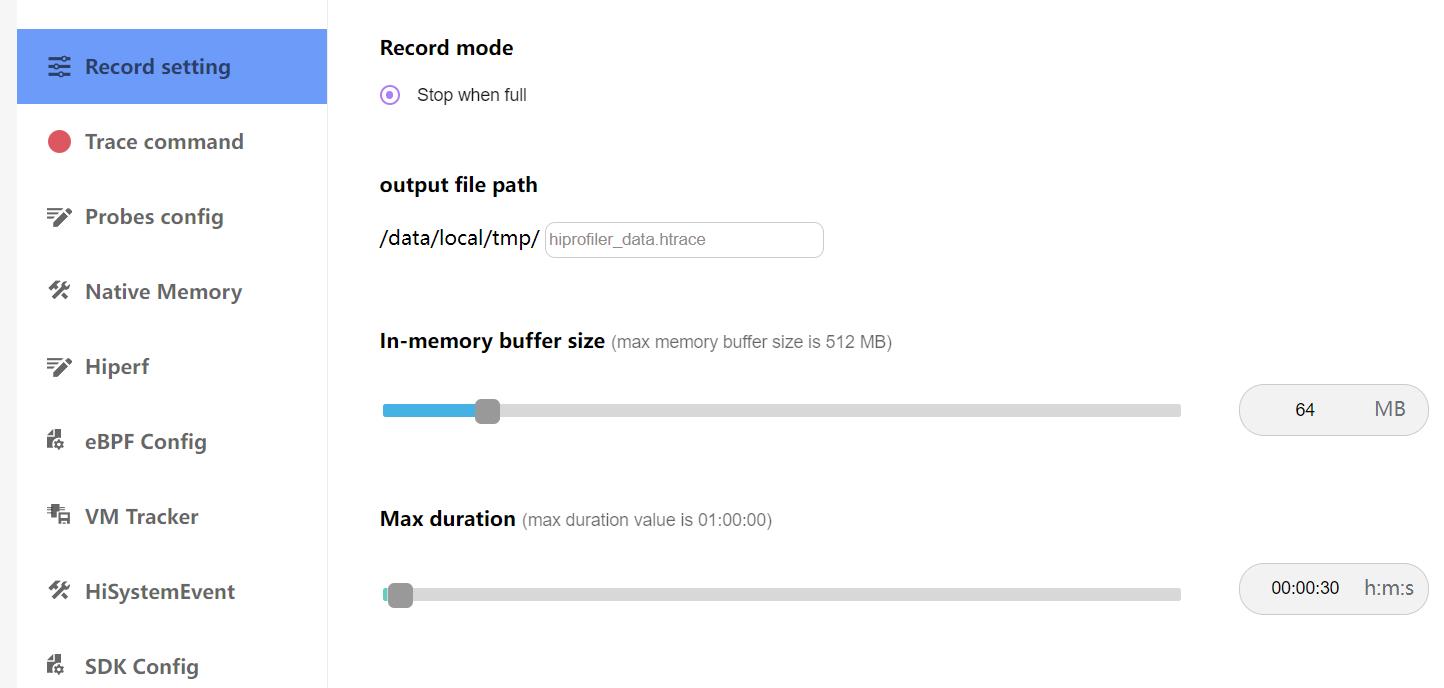 Record setting
Trace command
Probes config
Native Memory
Hiperf
eBPF Config
VM Tracker
HiSystemEvent
SDK Config
Record mode
Stop when full
output file path
/data/local/tmp/ hiprofiler_data.htrace
In-memory buffer size (max memory buffer size is 512 MB)
64 MB
Max duration (max duration value is 01:00:00)
00:00:30 h:m:s